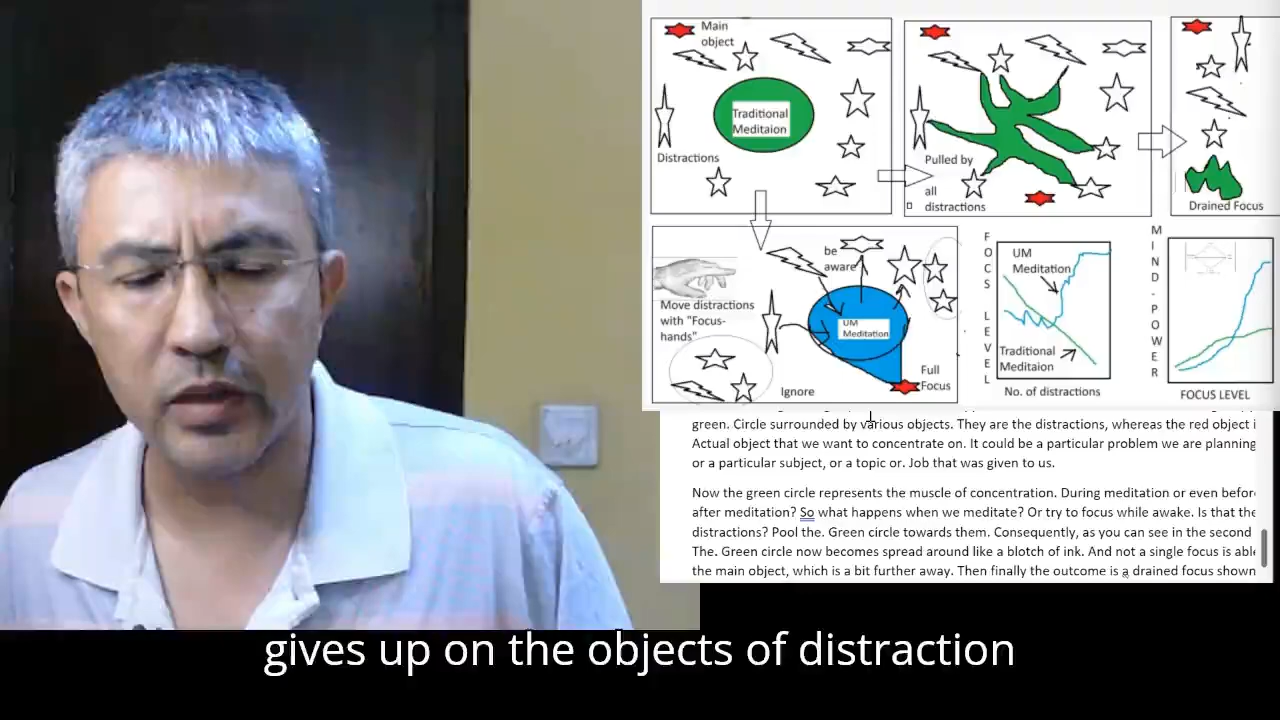 Main
object
Traditional
Meditaion
Distractions
Pulled by
all
distractions
Drained Focus
Move distractions
with "Focus-
hands"
be
aware
UM
Meditation
Ignore
Full
Focus
FOCS LEVEL
UM
Meditation
Traditional
Meditaion
No. of distractions
MIND-POWER
FOCUS LEVEL
green. Circle surrounded by various objects. They are the distractions, whereas the red object i
Actual object that we want to concentrate on. It could be a particular problem we are planning
or a particular subject, or a topic or. Job that was given to us.
Now the green circle represents the muscle of concentration. During meditation or even befor
after meditation? So what happens when we meditate? Or try to focus while awake. Is that the
distractions? Pool the. Green circle towards them. Consequently, as you can see in the second
The. Green circle now becomes spread around like a blotch of ink. And not a single focus is abl
the main object, which is a bit further away. Then finally the outcome is a drained focus shown
gives up on the objects of distraction